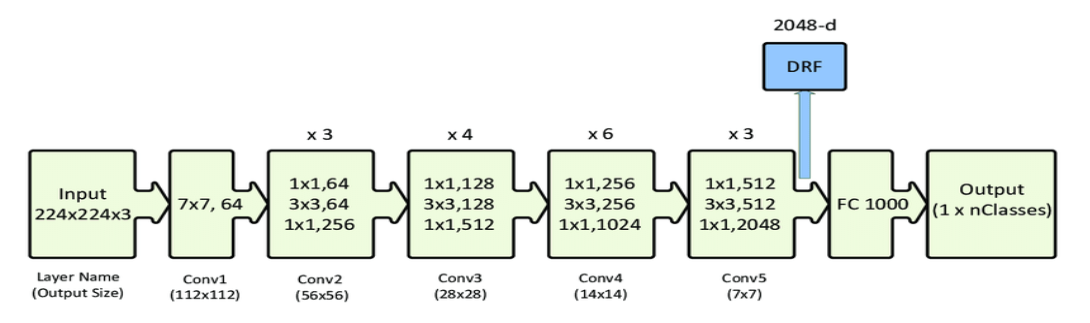 2048-d
DRF
x 3
x 4
x 6
x 3
Input
224x224x3
7x7, 64
1x1,64
3x3,64
1x1,256
1x1,128
3x3,128
1x1,512
1x1,256
3x3,256
1x1,1024
1x1,512
3x3,512
1x1,2048
FC 1000
Output
(1 x nClasses)
Layer Name
(Output Size)
Conv1
(112x112)
Conv2
(56x56)
Conv3
(28x28)
Conv4
(14x14)
Conv5
(7x7)